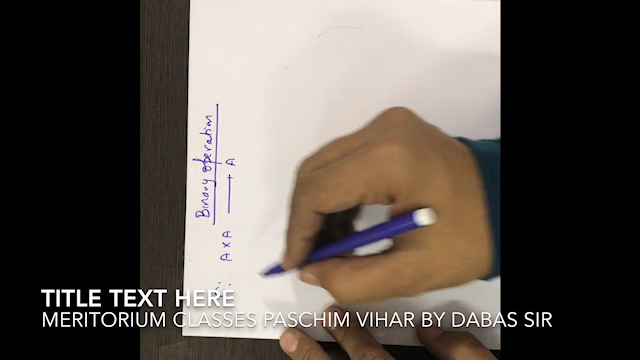 Binary operation
∴ A × A ⟶ A
TITLE TEXT HERE
MERITORIUM CLASSES PASCHIM VIHAR BY DABAS SIR